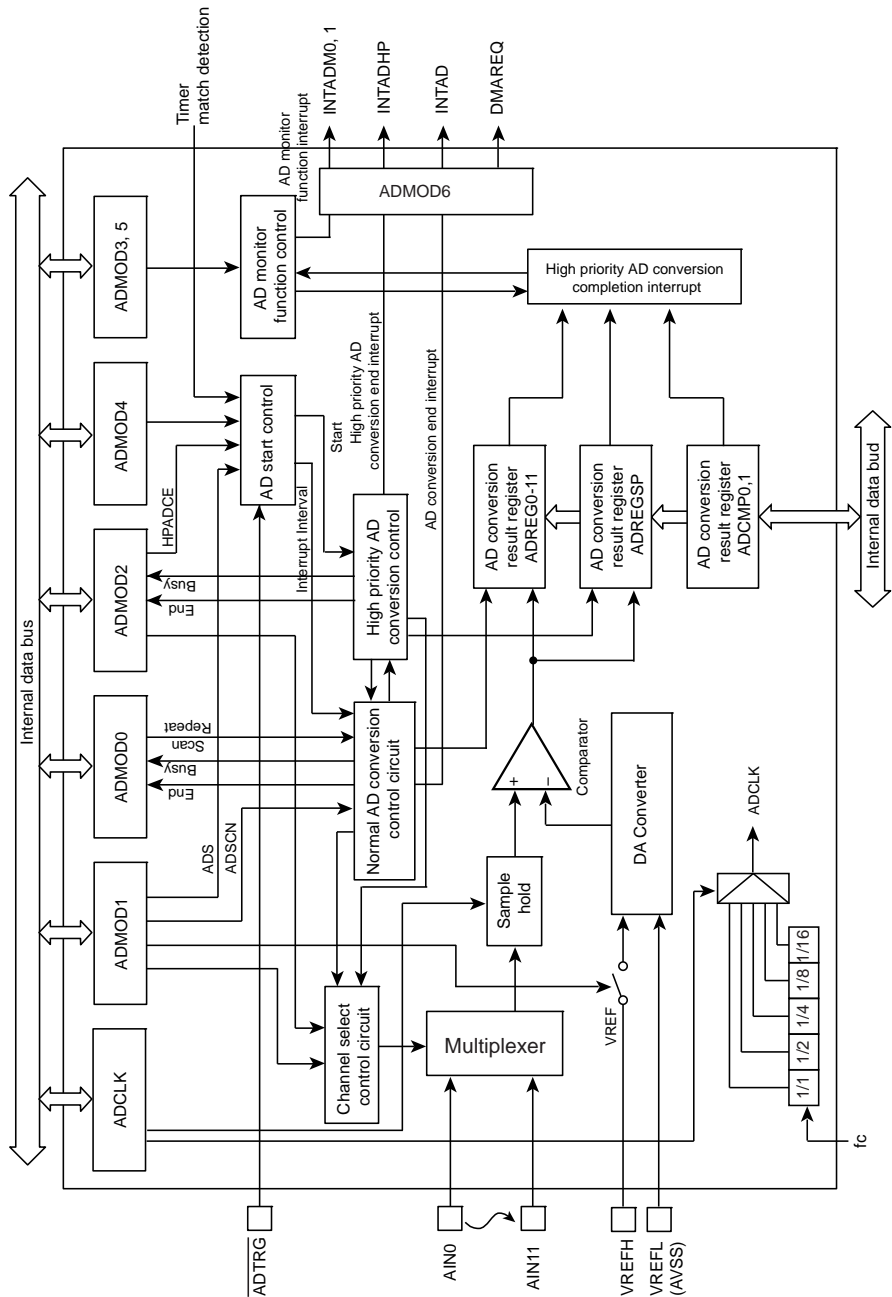 Internal data bus
ADCLK
ADMOD1
ADMOD0
ADMOD2
ADMOD4
ADMOD3, 5
Timer
match detection
ADS
ADSCN
End
Busy
Scan
Repeat
End
Busy
HPADCE
ADTRG
AD start control
AD monitor
function control
AD monitor
function interrupt
INTADM0, 1
INTADHP
INTAD
DMAREQ
ADMOD6
Interrupt Interval
Start
High priority AD
conversion end interrupt
AD conversion end interrupt
Channel select
control circuit
Normal AD conversion
control circuit
High priority AD
conversion control
High priority AD conversion
completion interrupt
AIN0
AIN11
Multiplexer
Sample
hold
+
−
Comparator
AD conversion
result register
ADREG0-11
AD conversion
result register
ADREGSP
AD conversion
result register
ADCMP0,1
Internal data bud
VREFH
VREFL
(AVSS)
VREF
DA Converter
ADCLK
fc
1/1
1/2
1/4
1/8
1/16